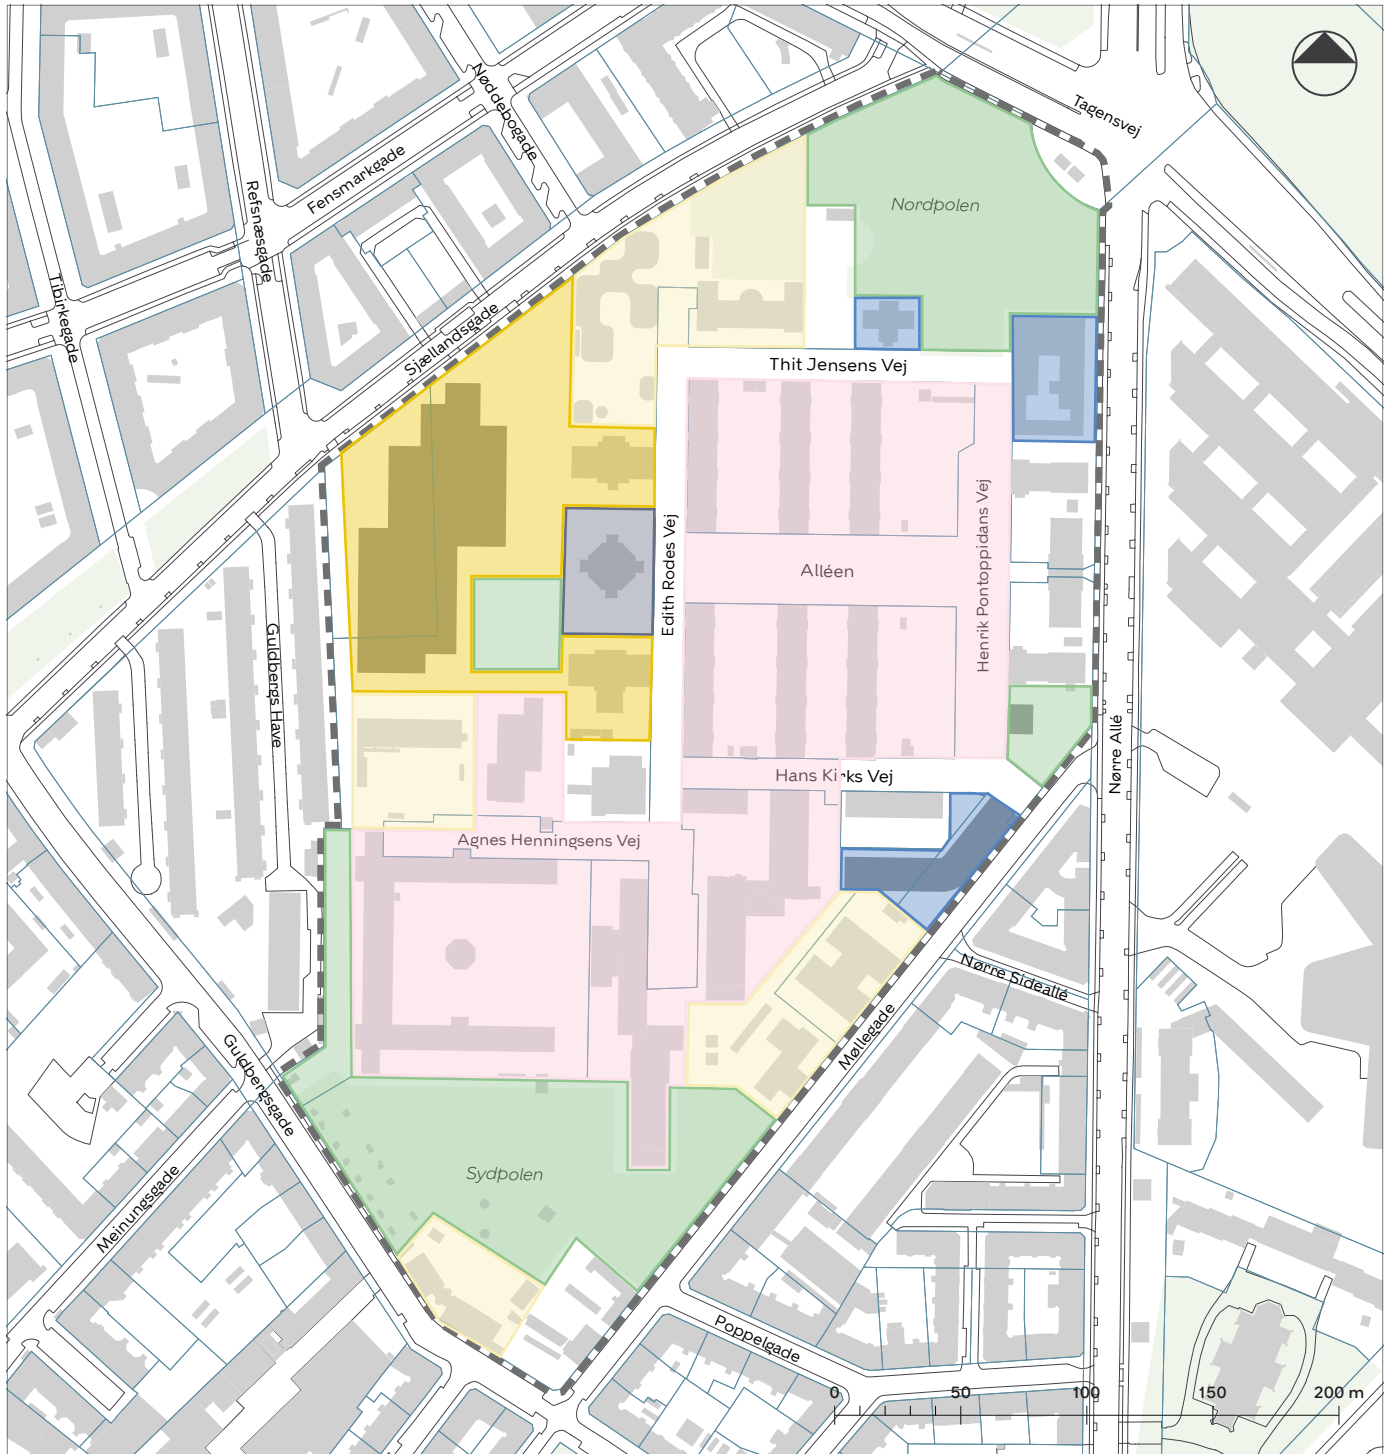 Nøddebogade
Tagensvej
Fensmarkgade
Refsnæsgade
Nordpolen
Tibirkegade
Sjællandsgade
Thit Jensens Vej
Henrik Pontoppidans Vej
Edith Rodes Vej
Alléen
Guldbergs Have
Nørre Allé
Hans Kirks Vej
Agnes Henningsens Vej
Nørre Sideallé
Møllegade
Guldbergsgade
Sydpolen
Meinungsgade
Poppelgade
0 50 100 150 200 m